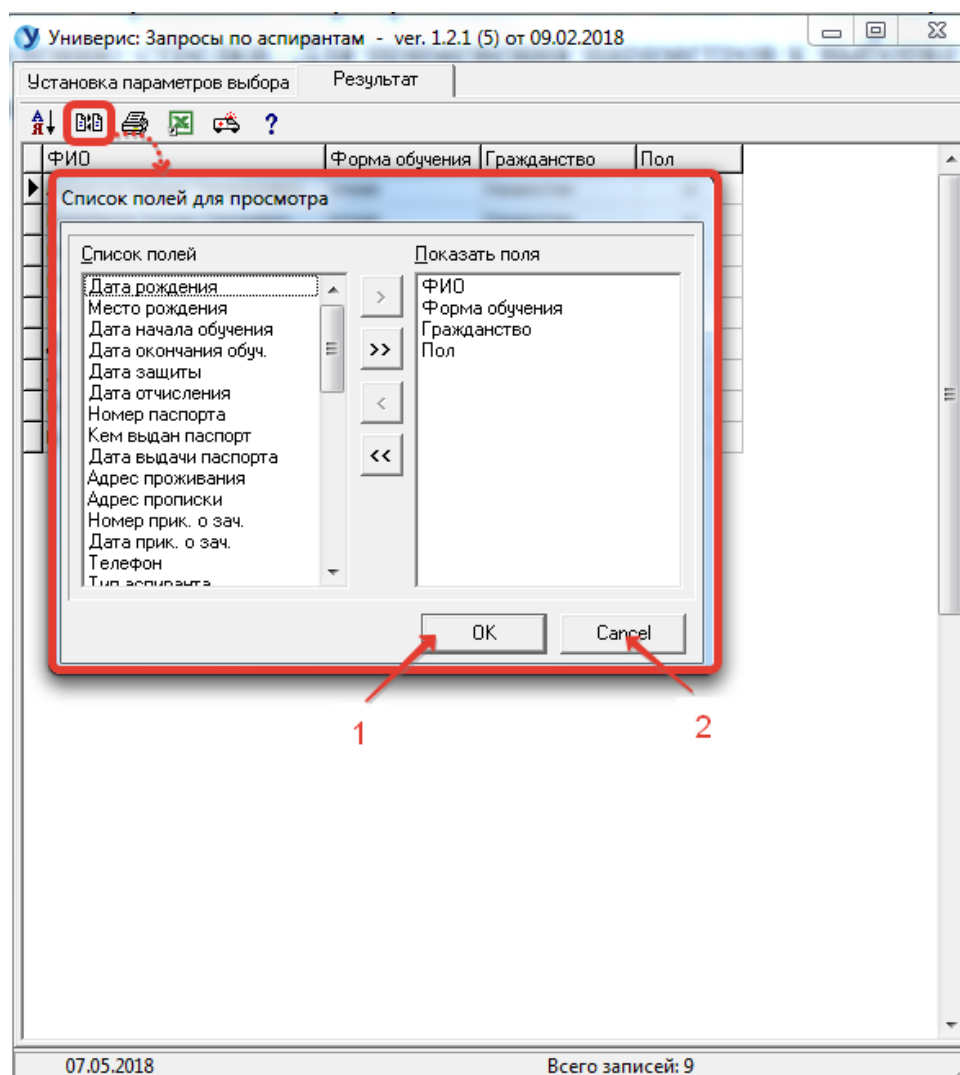 Универис: Запросы по аспирантам - ver. 1.2.1 (5) от 09.02.2018
Установка параметров выбора Результат
?
ФИО Форма обучения Гражданство Пол
Список полей для просмотра
Список полей Показать поля
Дата рождения ФИО
Место рождения Форма обучения
Дата начала обучения Гражданство
Дата окончания обуч. Пол
Дата защиты
Дата отчисления
Номер паспорта
Кем выдан паспорт
Дата выдачи паспорта
Адрес проживания
Адрес прописки
Номер прик. о зач.
Дата прик. о зач.
Телефон
Тип аспиранта
> 
>>
<
<<
OK Cancel
1 2
07.05.2018 Всего записей: 9